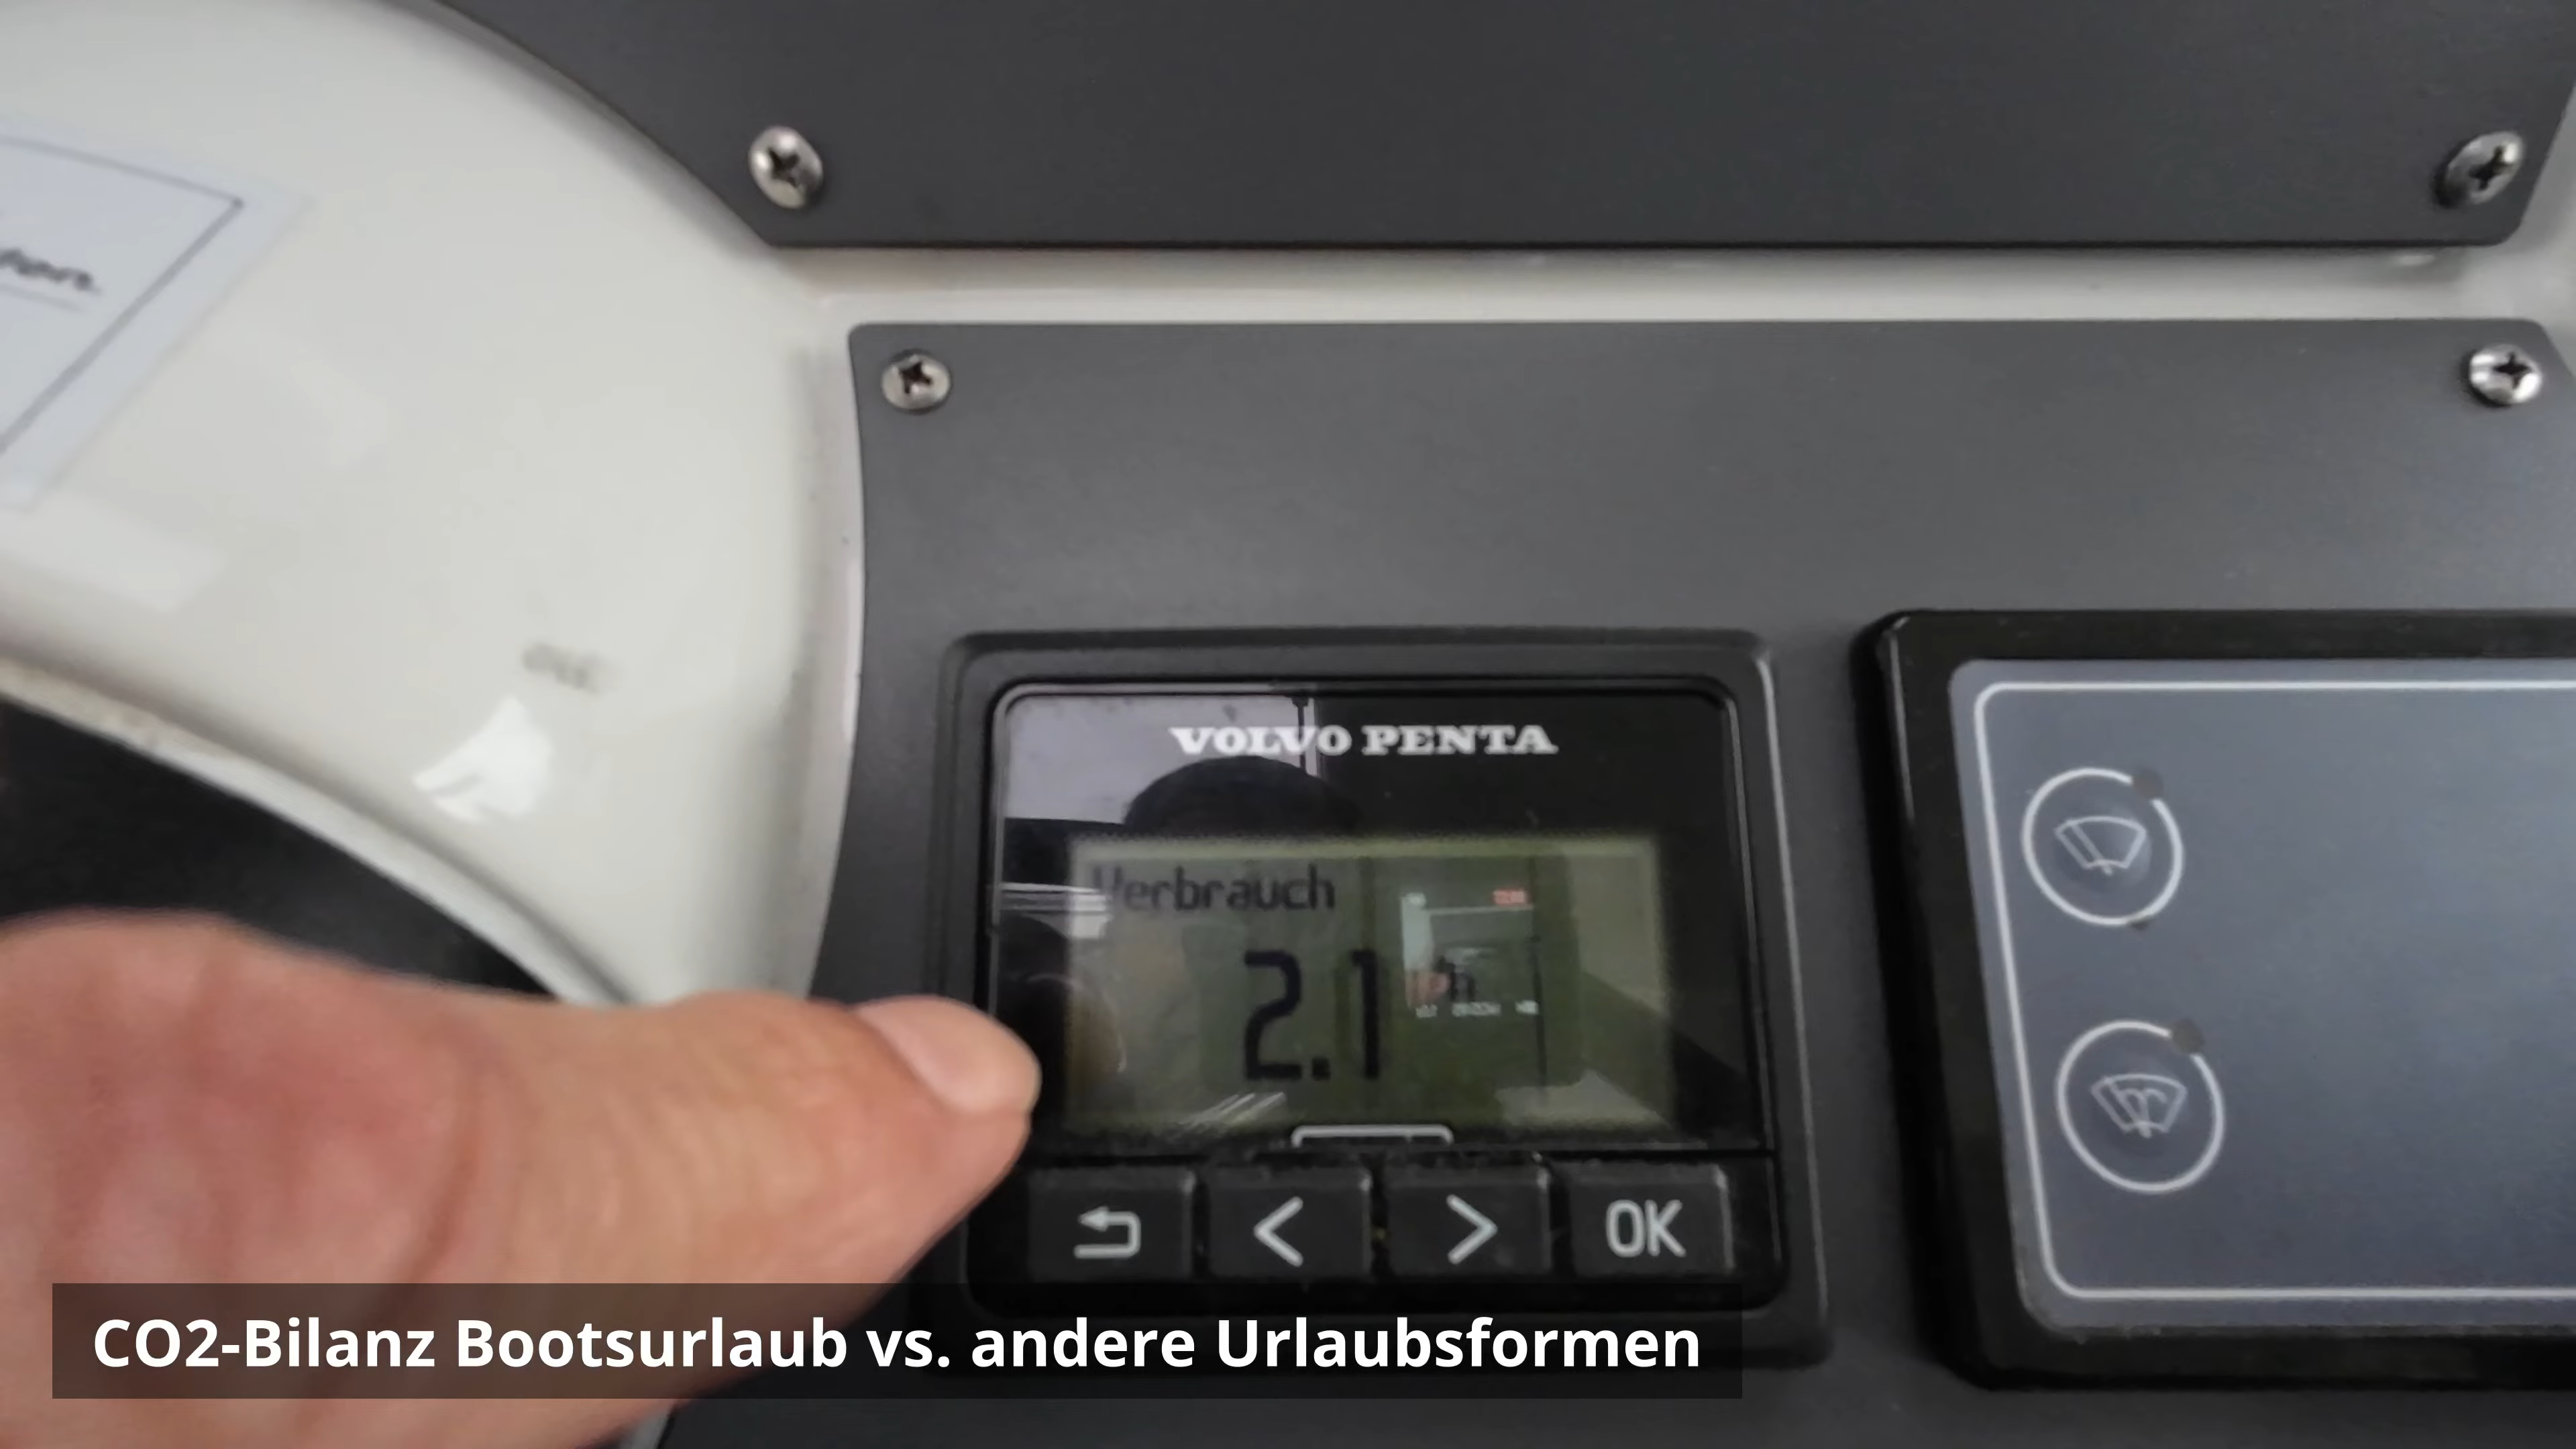 VOLVO PENTA
Verbrauch
2.1
OK
CO2-Bilanz Bootsurlaub vs. andere Urlaubsformen